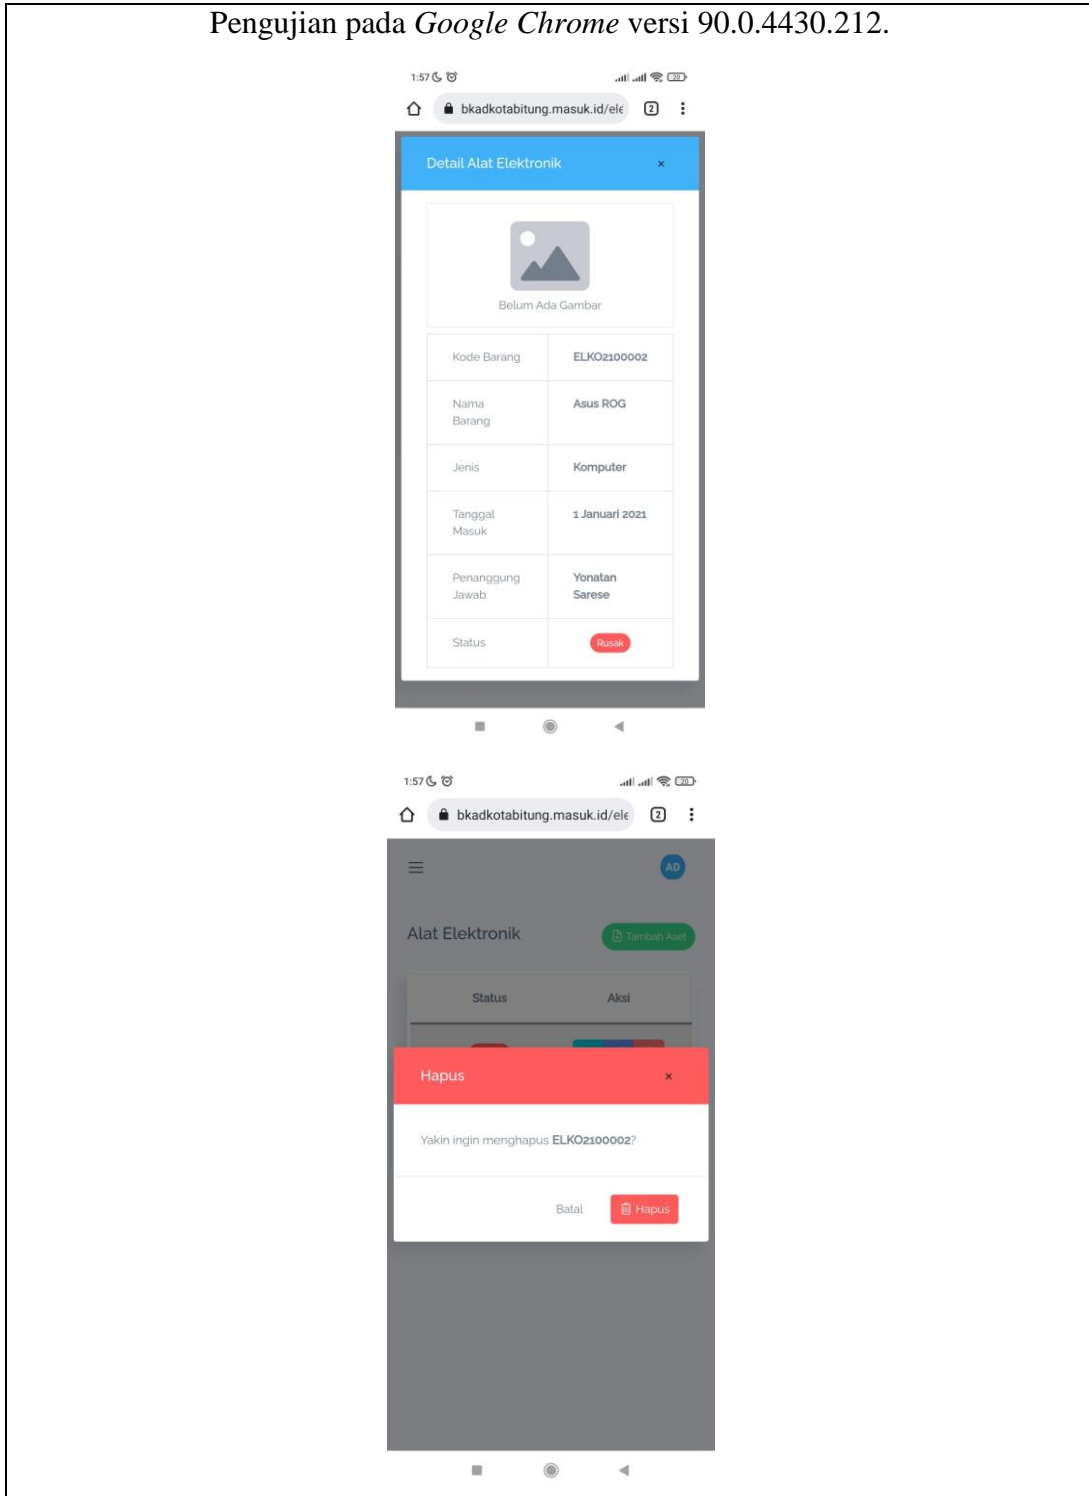 Pengujian pada Google Chrome versi 90.0.4430.212.
1:57 20
bkadkotabitung.masuk.id/ele 2
Detail Alat Elektronik ×
Belum Ada Gambar
Kode Barang ELKO2100002
Nama Barang Asus ROG
Jenis Komputer
Tanggal Masuk 1 Januari 2021
Penanggung Jawab Yonatan Sarese
Status Rusak
1:57 20
bkadkotabitung.masuk.id/ele 2
AD
Alat Elektronik Tambah Aset
Status Aksi
Hapus ×
Yakin ingin menghapus ELKO2100002?
Batal Hapus